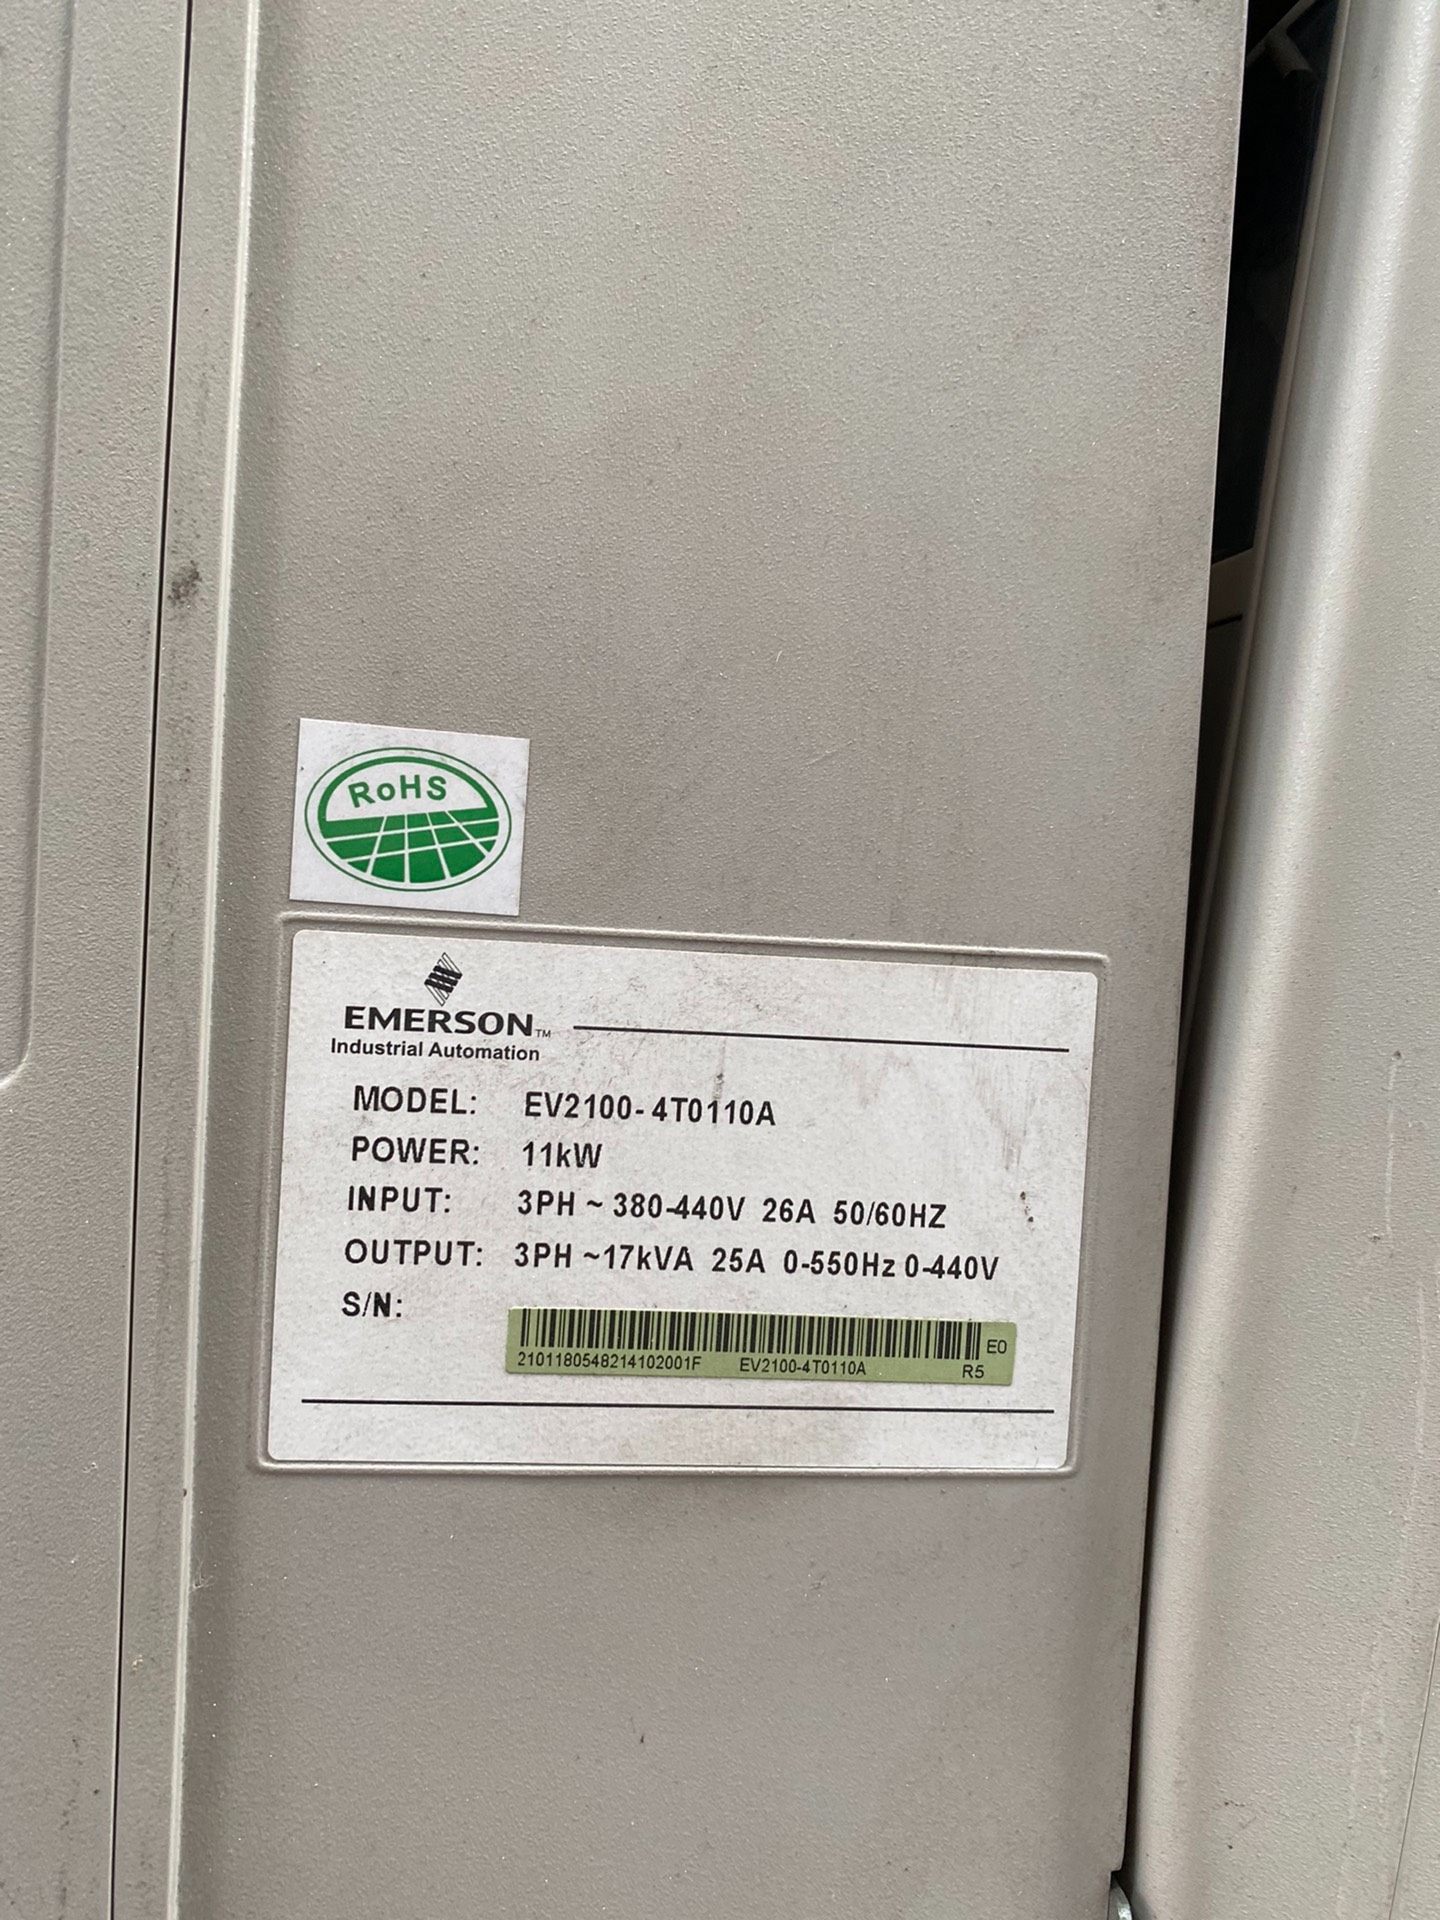 RoHS
EMERSON™
Industrial Automation
MODEL: EV2100-4T0110A
POWER: 11kW
INPUT: 3PH ~ 380-440V 26A 50/60HZ
OUTPUT: 3PH ~17kVA 25A 0-550Hz 0-440V
S/N:
E0
2101180548214102001F EV2100-4T0110A R5